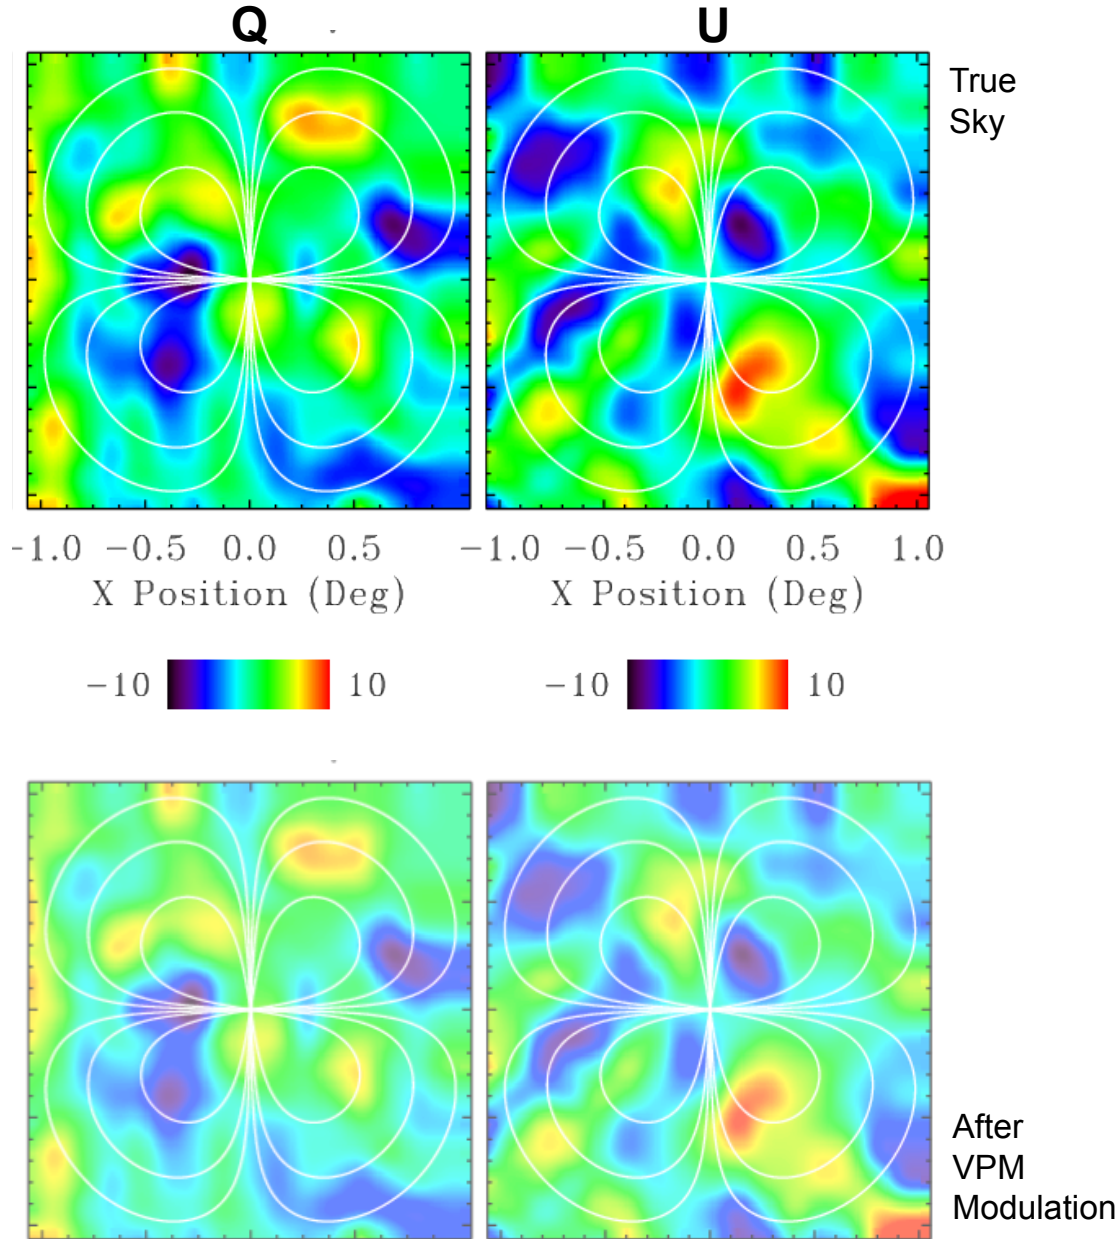 Q U
True
Sky
-1.0 -0.5 0.0 0.5 -1.0 -0.5 0.0 0.5 1.0
X Position (Deg) X Position (Deg)
-10 10 -10 10
After
VPM
Modulation